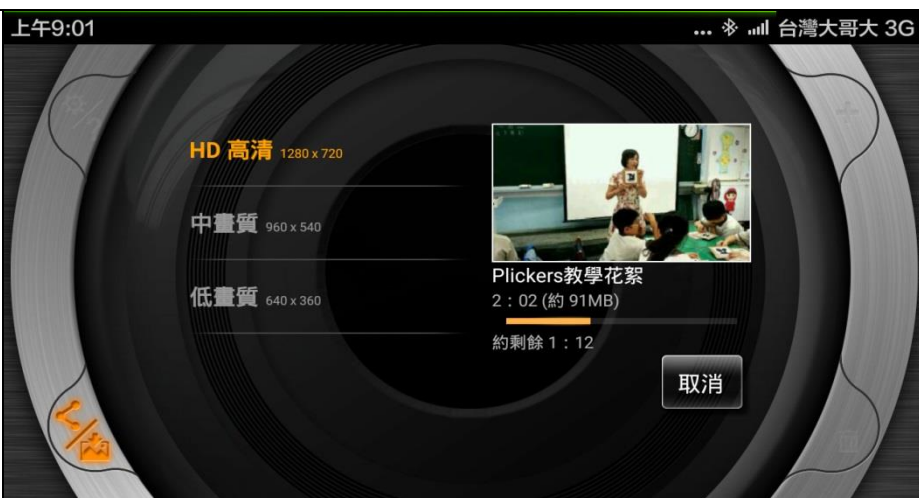 上午9:01
... 台灣大哥大 3G
HD 高清 1280 x 720
中畫質 960 x 540
低畫質 640 x 360
Plickers教學花絮
2：02 (約 91MB)
約剩餘 1：12
取消